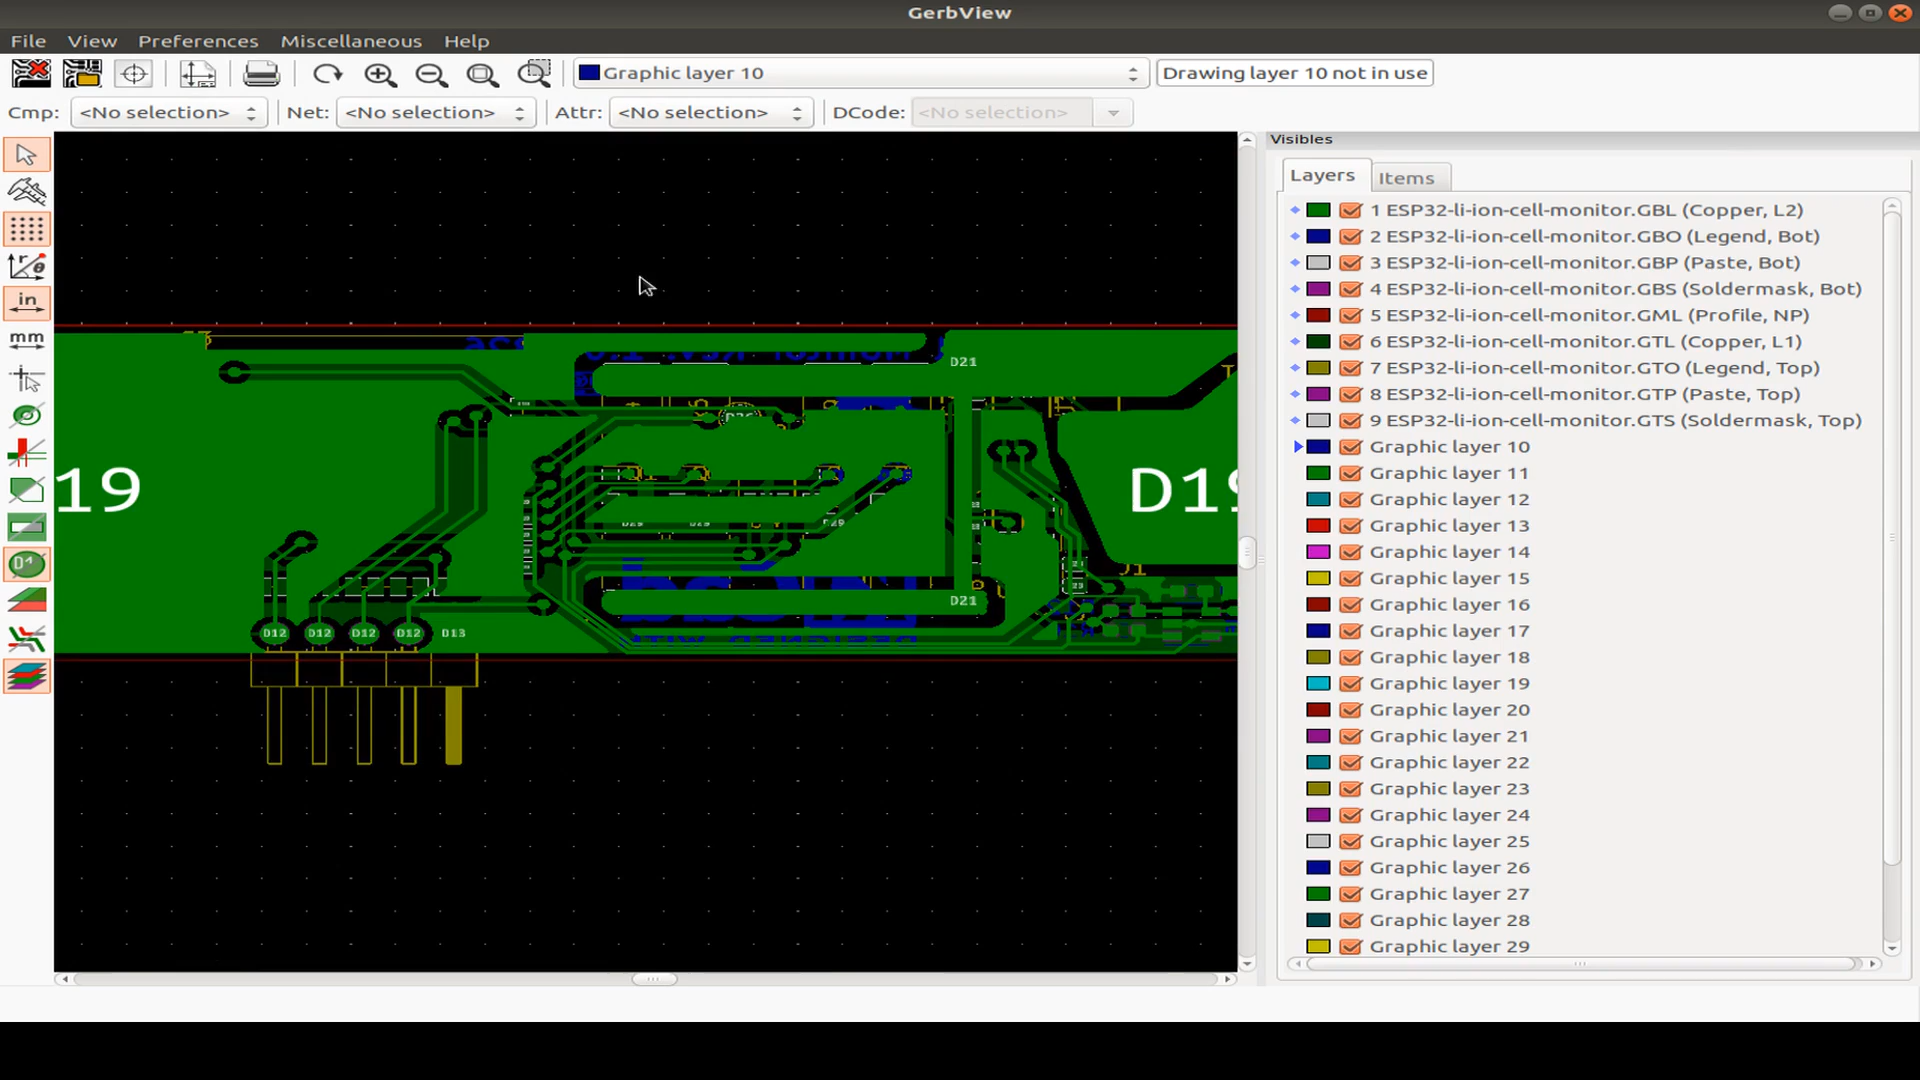 GerbView
File View Preferences Miscellaneous Help
Graphic layer 10 Drawing layer 10 not in use
Cmp: <No selection> Net: <No selection> Attr: <No selection> DCode: <No selection>
Visibles
Layers Items
1 ESP32-li-ion-cell-monitor.GBL (Copper, L2)
2 ESP32-li-ion-cell-monitor.GBO (Legend, Bot)
3 ESP32-li-ion-cell-monitor.GBP (Paste, Bot)
4 ESP32-li-ion-cell-monitor.GBS (Soldermask, Bot)
5 ESP32-li-ion-cell-monitor.GML (Profile, NP)
6 ESP32-li-ion-cell-monitor.GTL (Copper, L1)
7 ESP32-li-ion-cell-monitor.GTO (Legend, Top)
8 ESP32-li-ion-cell-monitor.GTP (Paste, Top)
9 ESP32-li-ion-cell-monitor.GTS (Soldermask, Top)
Graphic layer 10
Graphic layer 11
Graphic layer 12
Graphic layer 13
Graphic layer 14
Graphic layer 15
Graphic layer 16
Graphic layer 17
Graphic layer 18
Graphic layer 19
Graphic layer 20
Graphic layer 21
Graphic layer 22
Graphic layer 23
Graphic layer 24
Graphic layer 25
Graphic layer 26
Graphic layer 27
Graphic layer 28
Graphic layer 29
in
mm
D21
19
D19
D29 D29 D29
J1
D21
D12 D12 D12 D12 D13
DESIGNED WITH